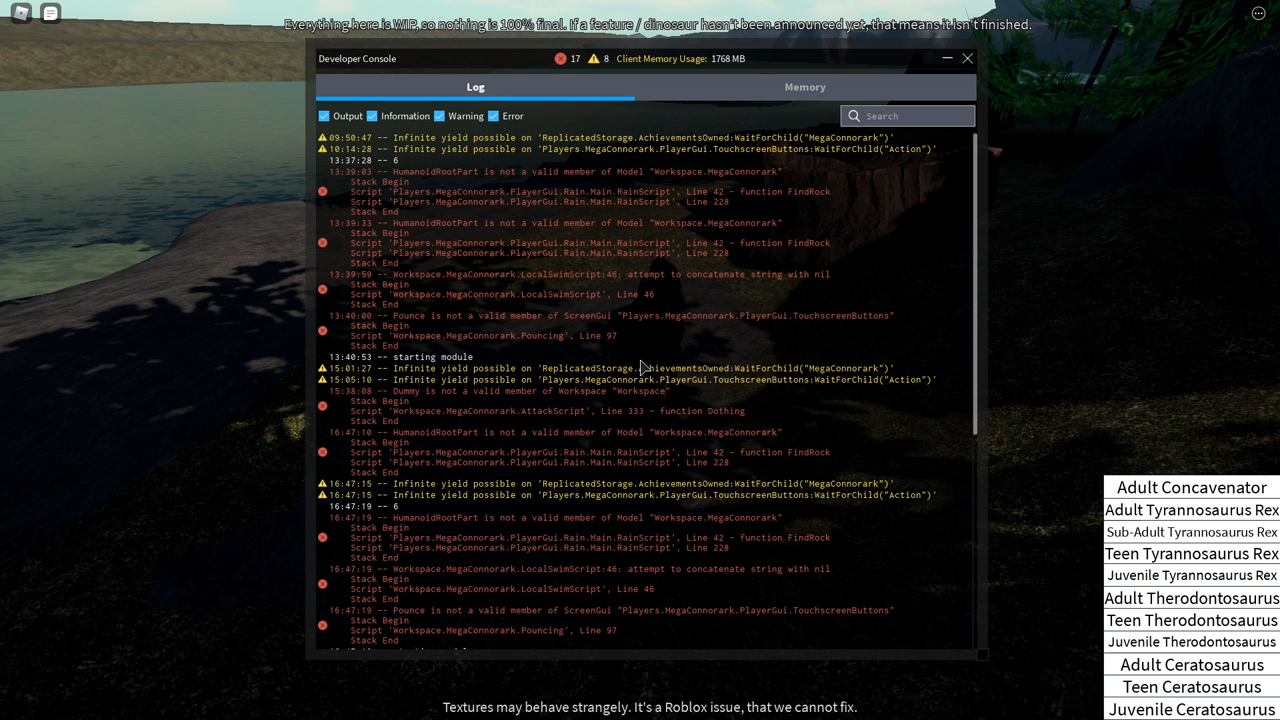 Everything here is WIP, so nothing is 100% final. If a feature / dinosaur hasn't been announced yet, that means it isn't finished.
Developer Console
17
8
Client Memory Usage: 1768 MB
Log
Memory
Output
Information
Warning
Error
Search
09:50:47 -- Infinite yield possible on 'ReplicatedStorage.AchievementsOwned:WaitForChild("MegaConnorark")'
10:14:28 -- Infinite yield possible on 'Players.MegaConnorark.PlayerGui.TouchscreenButtons:WaitForChild("Action")'
13:37:28 -- 6
13:39:03 -- HumanoidRootPart is not a valid member of Model "Workspace.MegaConnorark"
Stack Begin
Script 'Players.MegaConnorark.PlayerGui.Rain.Main.RainScript', Line 42 - function FindRock
Script 'Players.MegaConnorark.PlayerGui.Rain.Main.RainScript', Line 228
Stack End
13:39:33 -- HumanoidRootPart is not a valid member of Model "Workspace.MegaConnorark"
Stack Begin
Script 'Players.MegaConnorark.PlayerGui.Rain.Main.RainScript', Line 42 - function FindRock
Script 'Players.MegaConnorark.PlayerGui.Rain.Main.RainScript', Line 228
Stack End
13:39:59 -- Workspace.MegaConnorark.LocalSwimScript:46: attempt to concatenate string with nil
Stack Begin
Script 'Workspace.MegaConnorark.LocalSwimScript', Line 46
Stack End
13:40:00 -- Pounce is not a valid member of ScreenGui "Players.MegaConnorark.PlayerGui.TouchscreenButtons"
Stack Begin
Script 'Workspace.MegaConnorark.Pouncing', Line 97
Stack End
13:40:53 -- starting module
15:01:27 -- Infinite yield possible on 'ReplicatedStorage.AchievementsOwned:WaitForChild("MegaConnorark")'
15:05:10 -- Infinite yield possible on 'Players.MegaConnorark.PlayerGui.TouchscreenButtons:WaitForChild("Action")'
15:38:08 -- Dummy is not a valid member of Workspace "Workspace"
Stack Begin
Script 'Workspace.MegaConnorark.AttackScript', Line 333 - function Dothing
Stack End
16:47:10 -- HumanoidRootPart is not a valid member of Model "Workspace.MegaConnorark"
Stack Begin
Script 'Players.MegaConnorark.PlayerGui.Rain.Main.RainScript', Line 42 - function FindRock
Script 'Players.MegaConnorark.PlayerGui.Rain.Main.RainScript', Line 228
Stack End
16:47:15 -- Infinite yield possible on 'ReplicatedStorage.AchievementsOwned:WaitForChild("MegaConnorark")'
16:47:15 -- Infinite yield possible on 'Players.MegaConnorark.PlayerGui.TouchscreenButtons:WaitForChild("Action")'
16:47:19 -- 6
16:47:19 -- HumanoidRootPart is not a valid member of Model "Workspace.MegaConnorark"
Stack Begin
Script 'Players.MegaConnorark.PlayerGui.Rain.Main.RainScript', Line 42 - function FindRock
Script 'Players.MegaConnorark.PlayerGui.Rain.Main.RainScript', Line 228
Stack End
16:47:19 -- Workspace.MegaConnorark.LocalSwimScript:46: attempt to concatenate string with nil
Stack Begin
Script 'Workspace.MegaConnorark.LocalSwimScript', Line 46
Stack End
16:47:19 -- Pounce is not a valid member of ScreenGui "Players.MegaConnorark.PlayerGui.TouchscreenButtons"
Stack Begin
Script 'Workspace.MegaConnorark.Pouncing', Line 97
Stack End
Adult Concavenator
Adult Tyrannosaurus Rex
Sub-Adult Tyrannosaurus Rex
Teen Tyrannosaurus Rex
Juvenile Tyrannosaurus Rex
Adult Therodontosaurus
Teen Therodontosaurus
Juvenile Therodontosaurus
Adult Ceratosaurus
Teen Ceratosaurus
Juvenile Ceratosaurus
Textures may behave strangely. It's a Roblox issue, that we cannot fix.